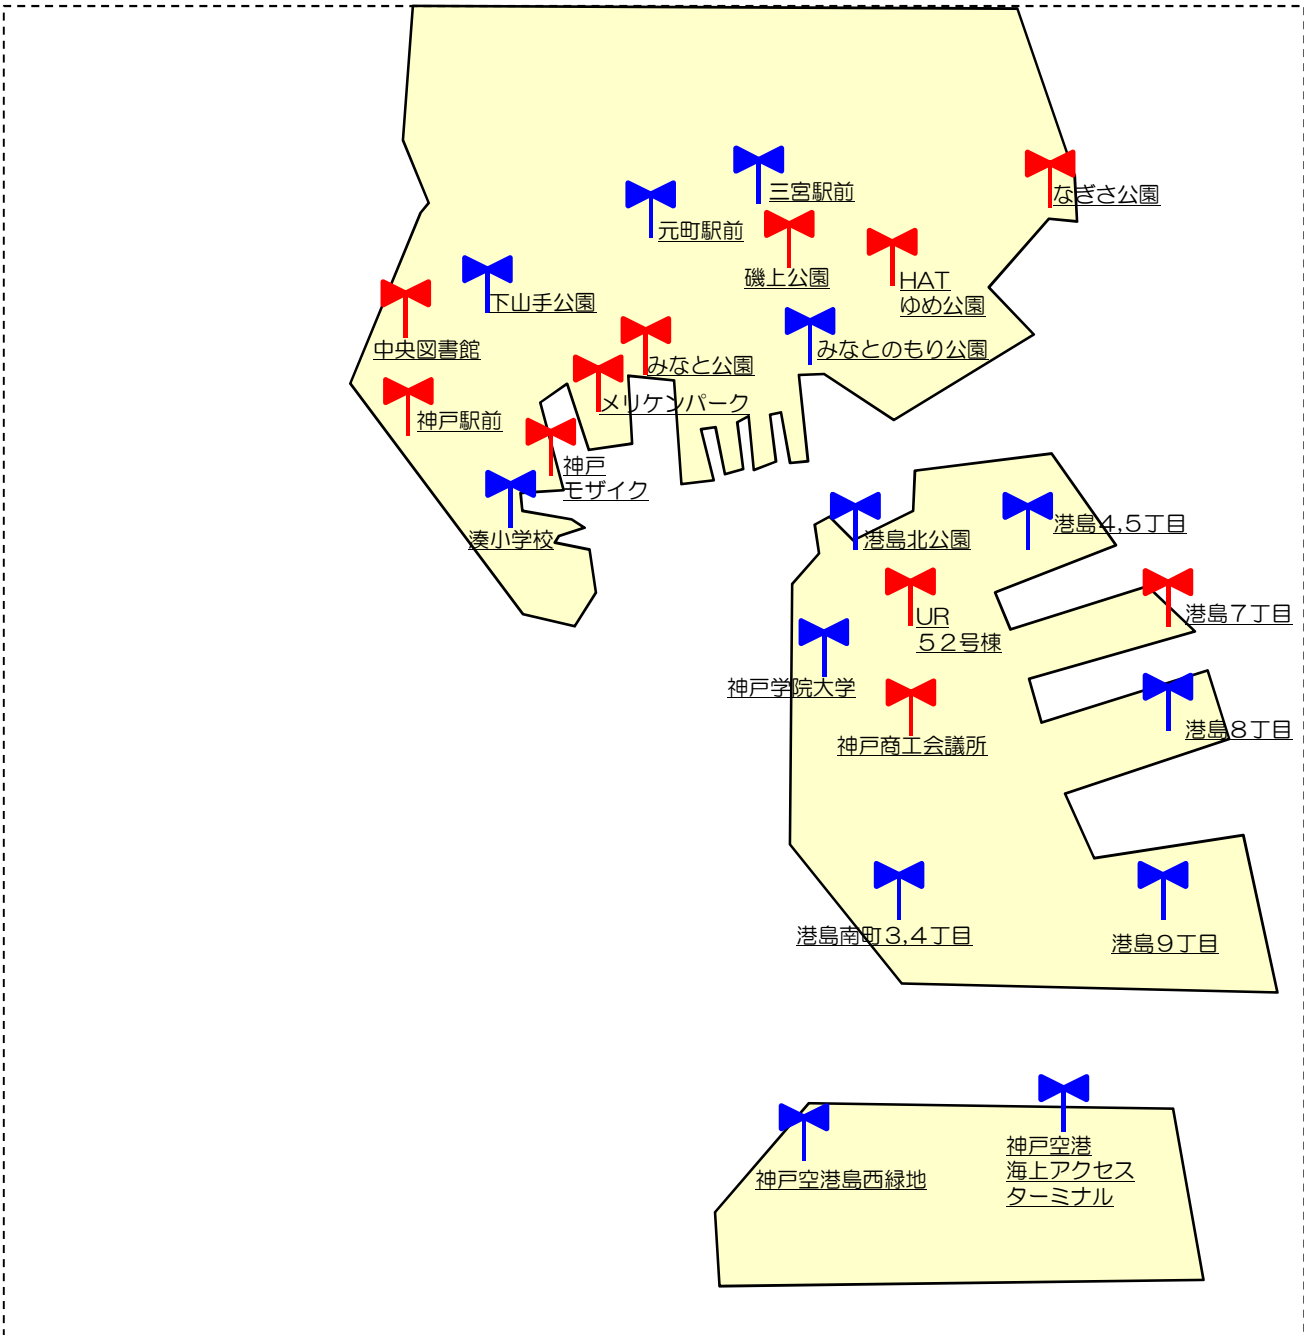 三宮駅前
なぎさ公園
元町駅前
磯上公園
HAT
ゆめ公園
下山手公園
中央図書館
みなとのもり公園
みなと公園
メリケンパーク
神戸駅前
神戸
モザイク
湊小学校
港島北公園
港島4,5丁目
UR
５２号棟
港島７丁目
神戸学院大学
神戸商工会議所
港島８丁目
港島南町３,４丁目
港島９丁目
神戸空港島西緑地
神戸空港
海上アクセス
ターミナル